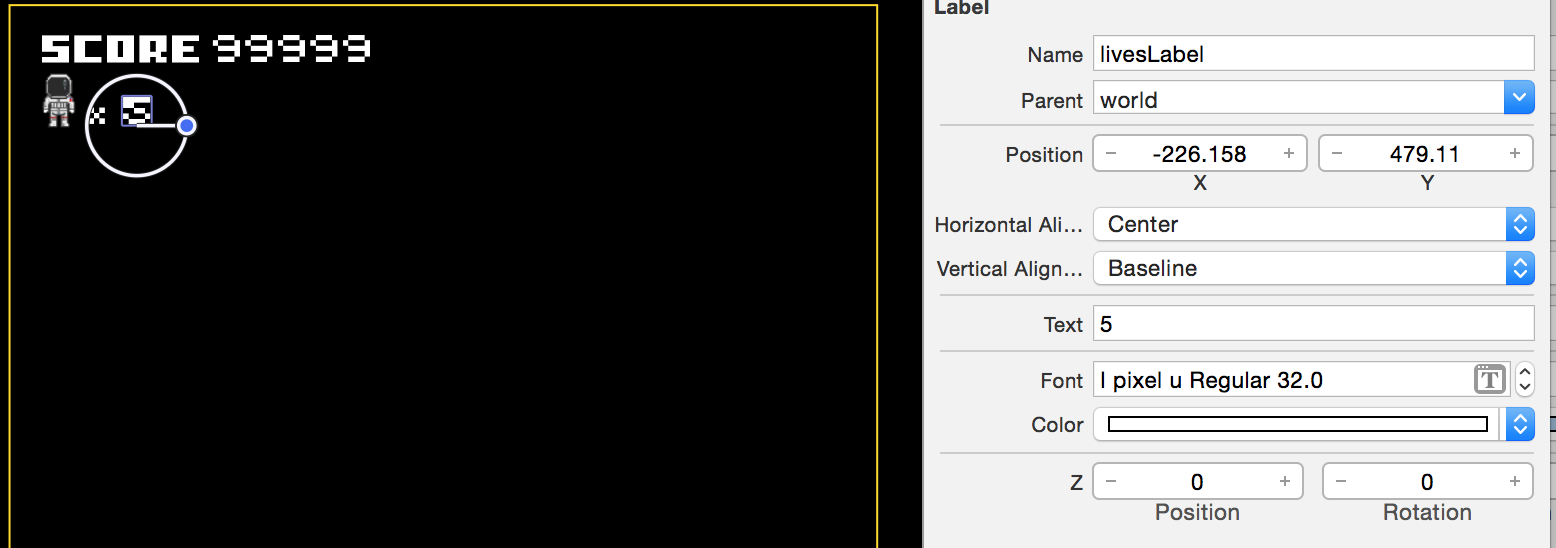 SCORE 99999
x 5
Label
Name livesLabel
Parent world
Position − -226.158 + − 479.11 +
X Y
Horizontal Ali... Center
Vertical Align... Baseline
Text 5
Font I pixel u Regular 32.0 T
Color
Z − 0 + − 0 +
Position Rotation